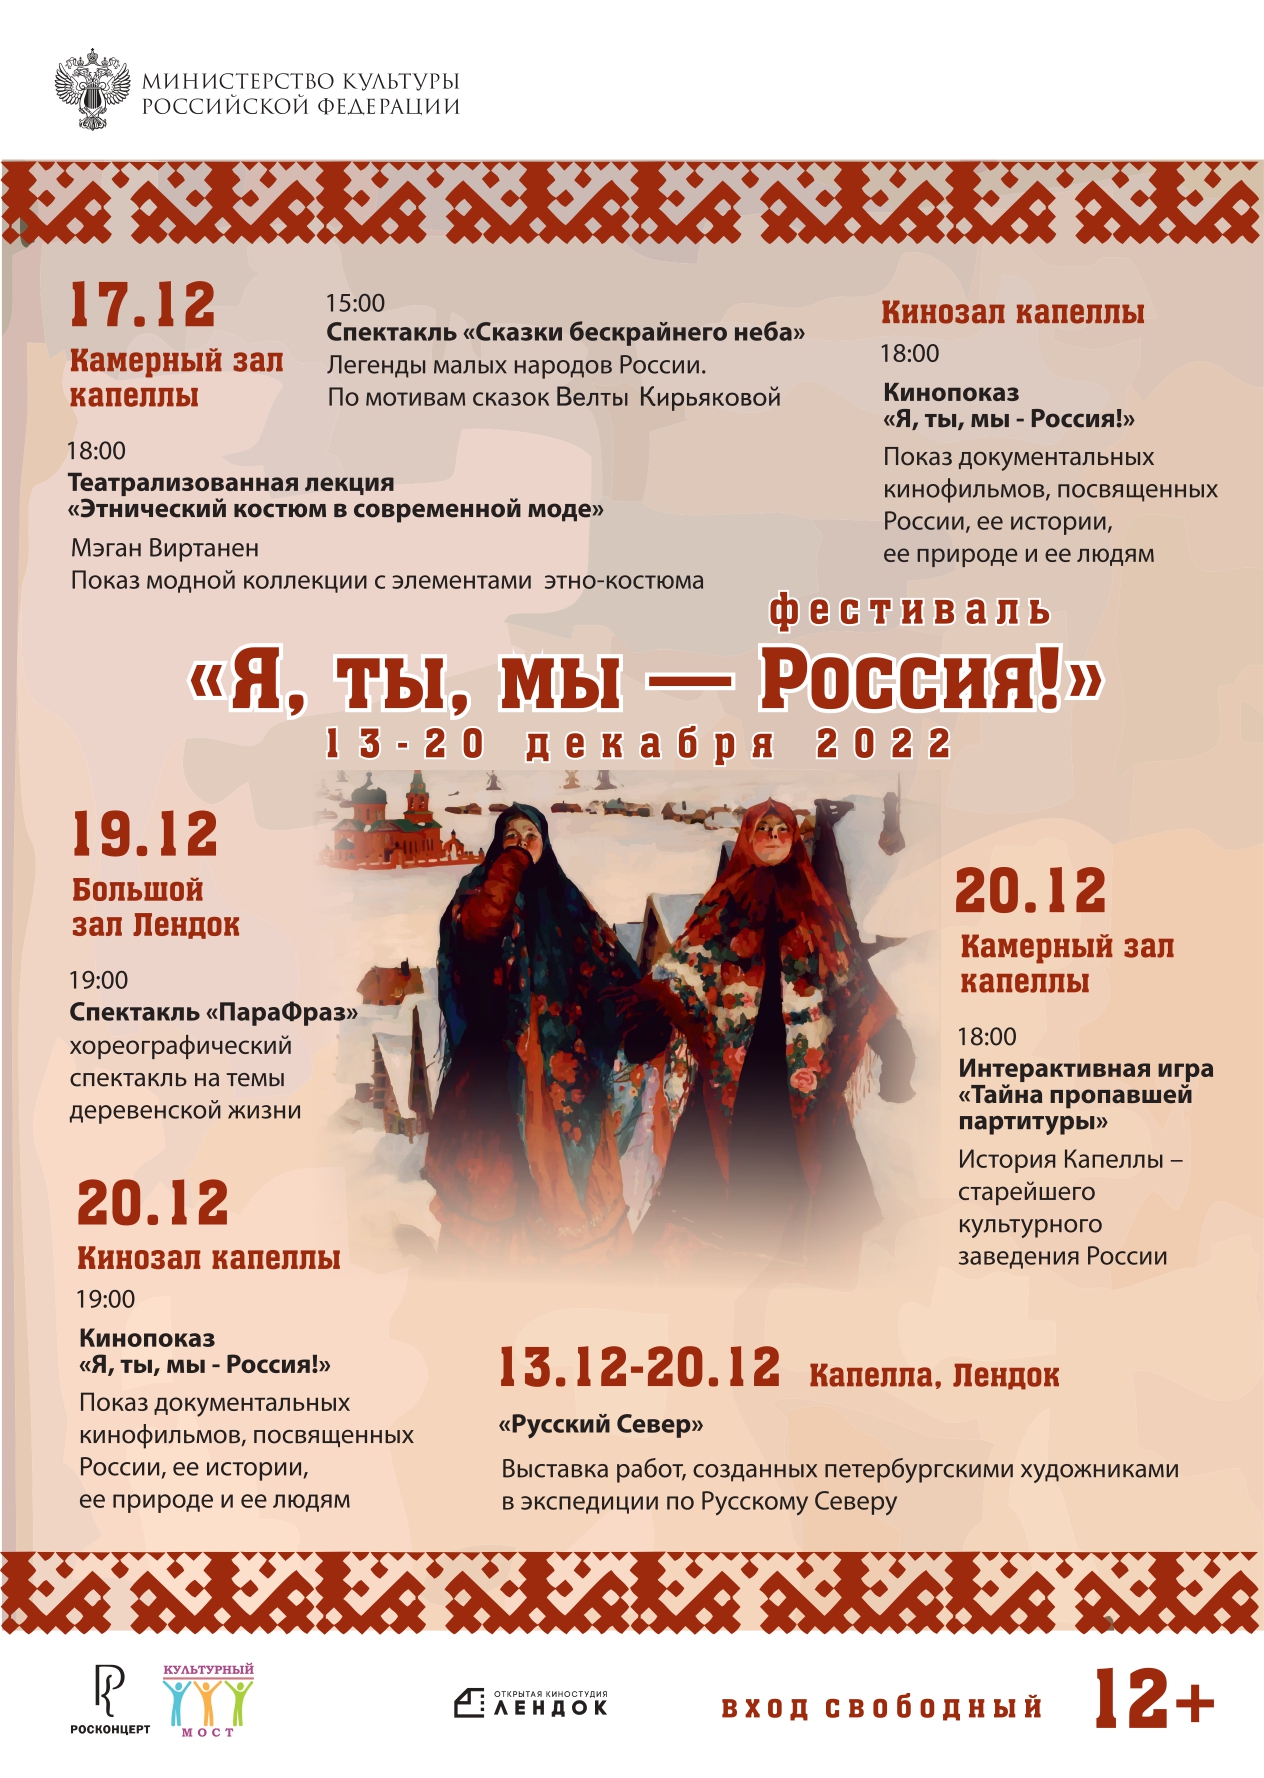 МИНИСТЕРСТВО КУЛЬТУРЫ
РОССИЙСКОЙ ФЕДЕРАЦИИ
17.12
Камерный зал
капеллы
15:00
Спектакль «Сказки бескрайнего неба»
Легенды малых народов России.
По мотивам сказок Велты Кирьяковой
18:00
Театрализованная лекция
«Этнический костюм в современной моде»
Мэган Виртанен
Показ модной коллекции с элементами этно-костюма
Кинозал капеллы
18:00
Кинопоказ
«Я, ты, мы - Россия!»
Показ документальных
кинофильмов, посвященных
России, ее истории,
ее природе и ее людям
фестиваль
«Я, ты, мы — Россия!»
13-20 декабря 2022
19.12
Большой
зал Лендок
19:00
Спектакль «ПараФраз»
хореографический
спектакль на темы
деревенской жизни
20.12
Камерный зал
капеллы
18:00
Интерактивная игра
«Тайна пропавшей
партитуры»
История Капеллы –
старейшего
культурного
заведения России
20.12
Кинозал капеллы
19:00
Кинопоказ
«Я, ты, мы - Россия!»
Показ документальных
кинофильмов, посвященных
России, ее истории,
ее природе и ее людям
13.12-20.12 Капелла, Лендок
«Русский Север»
Выставка работ, созданных петербургскими художниками
в экспедиции по Русскому Северу
РОСКОНЦЕРТ
КУЛЬТУРНЫЙ
МОСТ
ОТКРЫТАЯ КИНОСТУДИЯ
ЛЕНДОК
вход свободный
12+